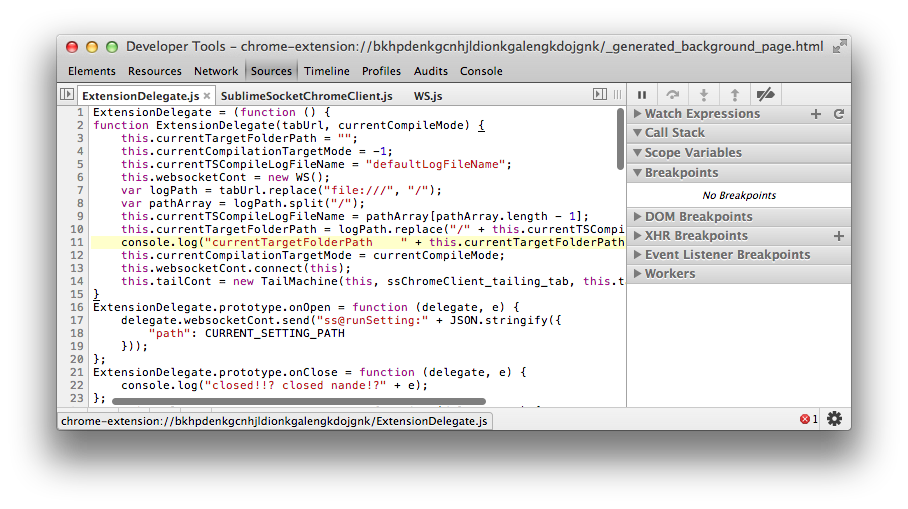 Developer Tools - chrome-extension://bkhpdenkgcnhjldionkgalengkdojgnk/_generated_background_page.html
Elements Resources Network Sources Timeline Profiles Audits Console
ExtensionDelegate.js × SublimeSocketChromeClient.js WS.js
1 ExtensionDelegate = (function () {
2 function ExtensionDelegate(tabUrl, currentCompileMode) {
3 this.currentTargetFolderPath = "";
4 this.currentCompilationTargetMode = -1;
5 this.currentTSCompileLogFileName = "defaultLogFileName";
6 this.websocketCont = new WS();
7 var logPath = tabUrl.replace("file:///", "/");
8 var pathArray = logPath.split("/");
9 this.currentTSCompileLogFileName = pathArray[pathArray.length - 1];
10 this.currentTargetFolderPath = logPath.replace("/" + this.currentTSCompi
11 console.log("currentTargetFolderPath    " + this.currentTargetFolderPath
12 this.currentCompilationTargetMode = currentCompileMode;
13 this.websocketCont.connect(this);
14 this.tailCont = new TailMachine(this, ssChromeClient_tailing_tab, this.t
15 }
16 ExtensionDelegate.prototype.onOpen = function (delegate, e) {
17 delegate.websocketCont.send("ss@runSetting:" + JSON.stringify({
18 "path": CURRENT_SETTING_PATH
19 }));
20 };
21 ExtensionDelegate.prototype.onClose = function (delegate, e) {
22 console.log("closed!!? closed nande!?" + e);
23 };
Watch Expressions
Call Stack
Scope Variables
Breakpoints
No Breakpoints
DOM Breakpoints
XHR Breakpoints
Event Listener Breakpoints
Workers
chrome-extension://bkhpdenkgcnhjldionkgalengkdojgnk/ExtensionDelegate.js
1